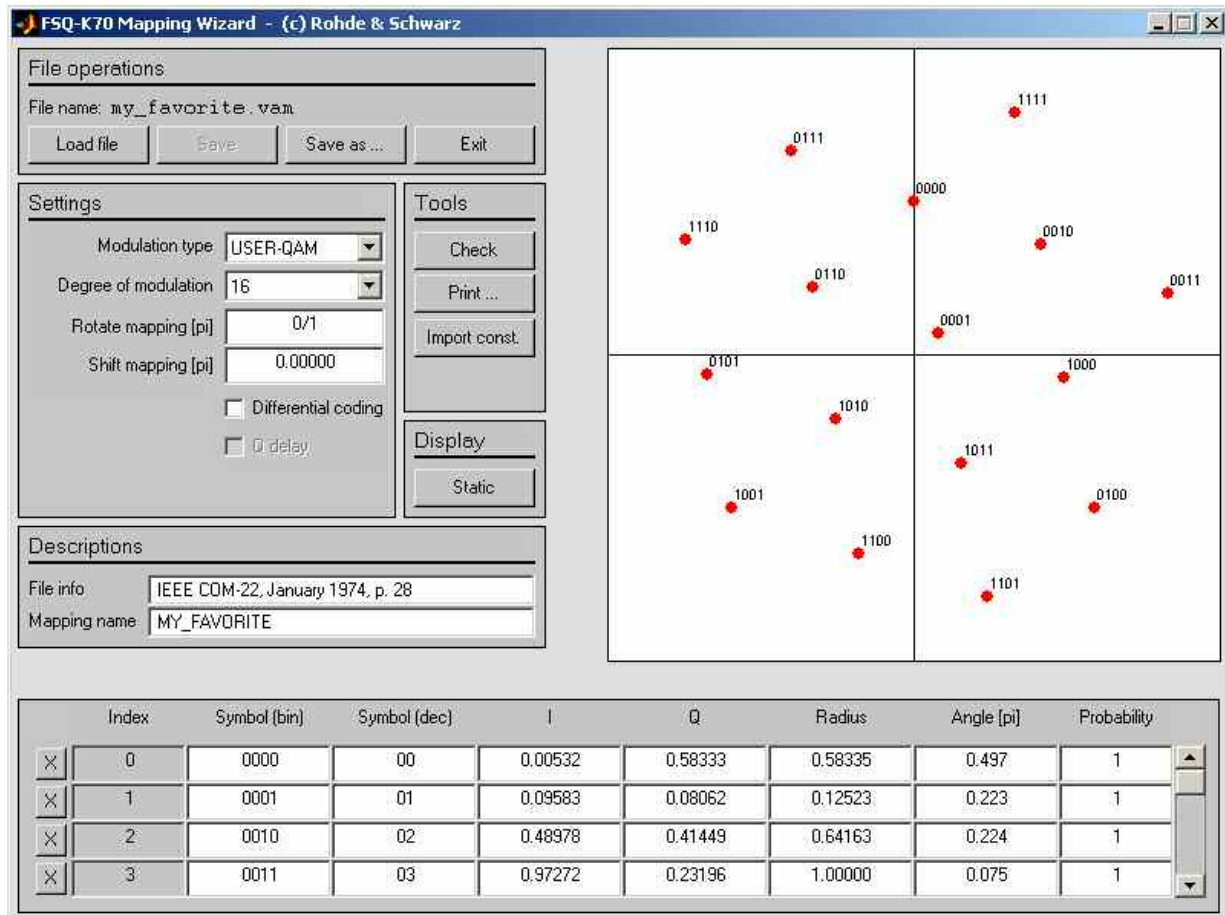 FSQ-K70 Mapping Wizard - (c) Rohde & Schwarz
File operations
File name: my_favorite.vam
Load file Save Save as ... Exit
Settings
Modulation type USER-QAM
Degree of modulation 16
Rotate mapping [pi] 0/1
Shift mapping [pi] 0.00000
Differential coding
Q delay
Tools
Check
Print ...
Import const.
Display
Static
Descriptions
File info IEEE COM-22, January 1974, p. 28
Mapping name MY_FAVORITE
1111
0111
0000
1110
0010
0110
0011
0001
0101
1000
1010
1011
1001
0100
1100
1101
Index Symbol (bin) Symbol (dec) I Q Radius Angle [pi] Probability
X 0 0000 00 0.00532 0.58333 0.58335 0.497 1
X 1 0001 01 0.09583 0.08062 0.12523 0.223 1
X 2 0010 02 0.48978 0.41449 0.64163 0.224 1
X 3 0011 03 0.97272 0.23196 1.00000 0.075 1